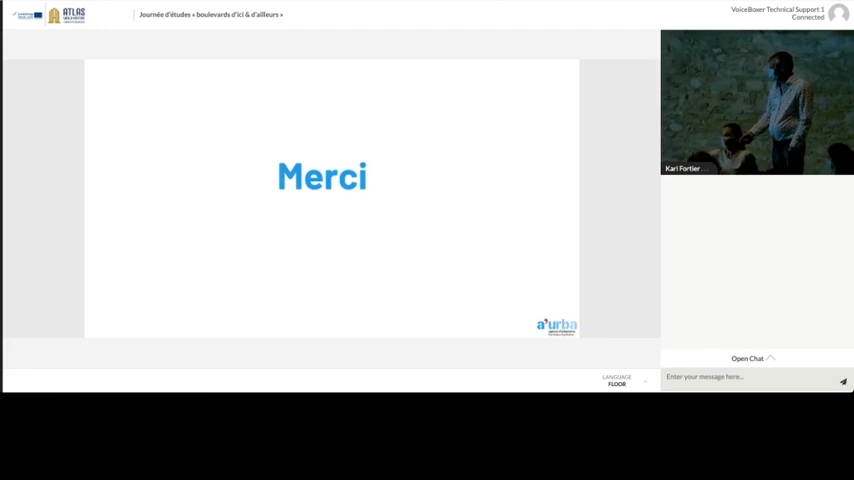 Interreg
ATLAS
Journée d'études « boulevards d'ici & d'ailleurs »
VoiceBoxer Technical Support 1
Connected
Merci
Karl Fortier . . .
a'urba
Open Chat
LANGUAGE
FLOOR
Enter your message here...